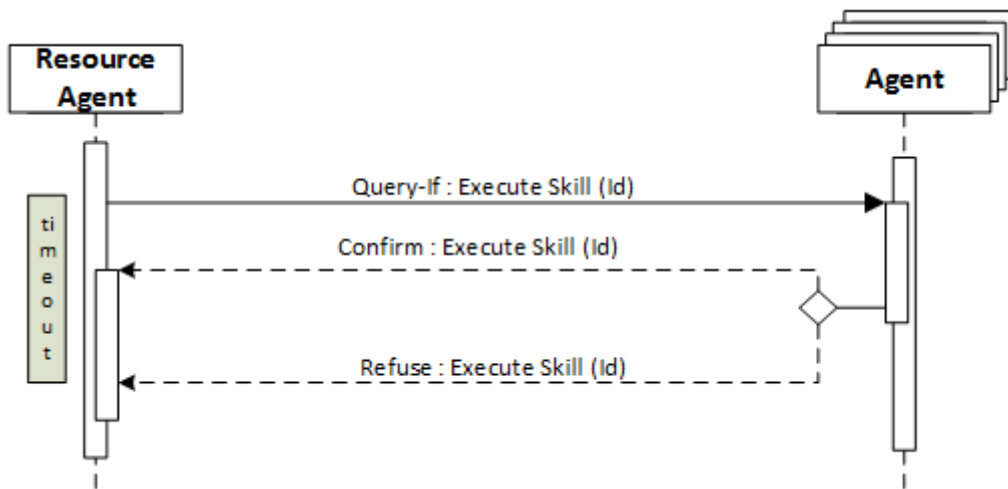 Resource
Agent
Agent
Query-If : Execute Skill (Id)
Confirm : Execute Skill (Id)
Refuse : Execute Skill (Id)
ti
m
e
o
u
t